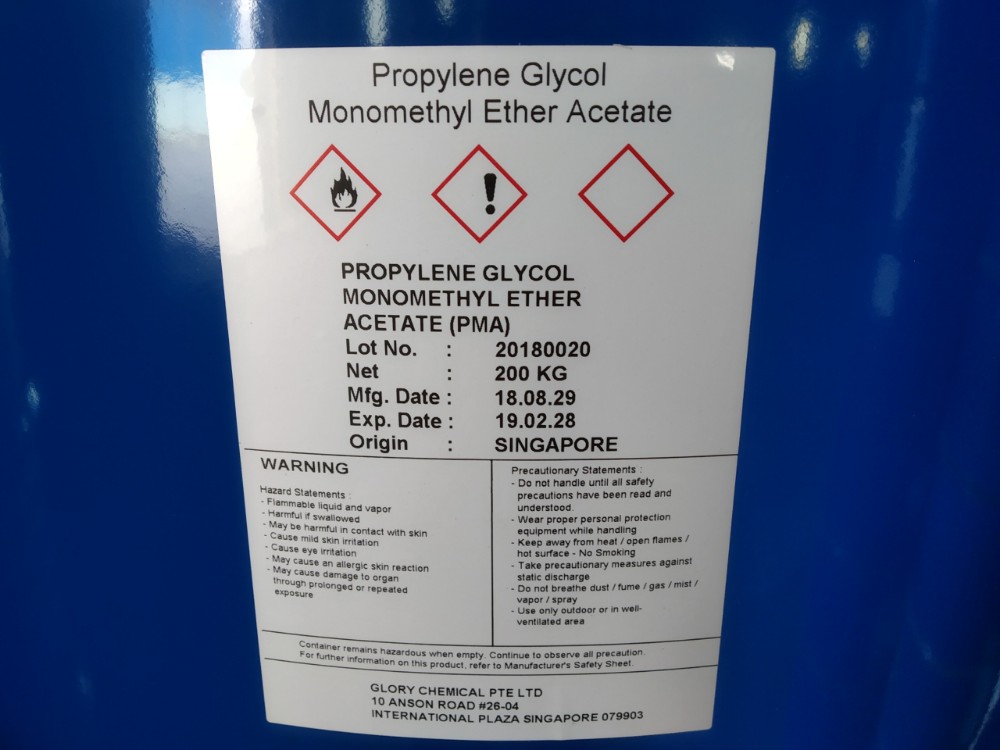 Propylene Glycol
Monomethyl Ether Acetate
PROPYLENE GLYCOL
MONOMETHYL ETHER
ACETATE (PMA)
Lot No. : 20180020
Net : 200 KG
Mfg. Date : 18.08.29
Exp. Date : 19.02.28
Origin : SINGAPORE
WARNING
Hazard Statements :
- Flammable liquid and vapor
- Harmful if swallowed
- May be harmful in contact with skin
- Cause mild skin irritation
- Cause eye irritation
- May cause an allergic skin reaction
- May cause damage to organ
through prolonged or repeated
exposure
Precautionary Statements :
- Do not handle until all safety
precautions have been read and
understood.
- Wear proper personal protection
equipment while handling
- Keep away from heat / open flames /
hot surface - No Smoking
- Take precautionary measures against
static discharge
- Do not breathe dust / fume / gas / mist /
vapor / spray
- Use only outdoor or in well-
ventilated area
Container remains hazardous when empty. Continue to observe all precaution.
For further information on this product, refer to Manufacturer's Safety Sheet.
GLORY CHEMICAL PTE LTD
10 ANSON ROAD #26-04
INTERNATIONAL PLAZA SINGAPORE 079903